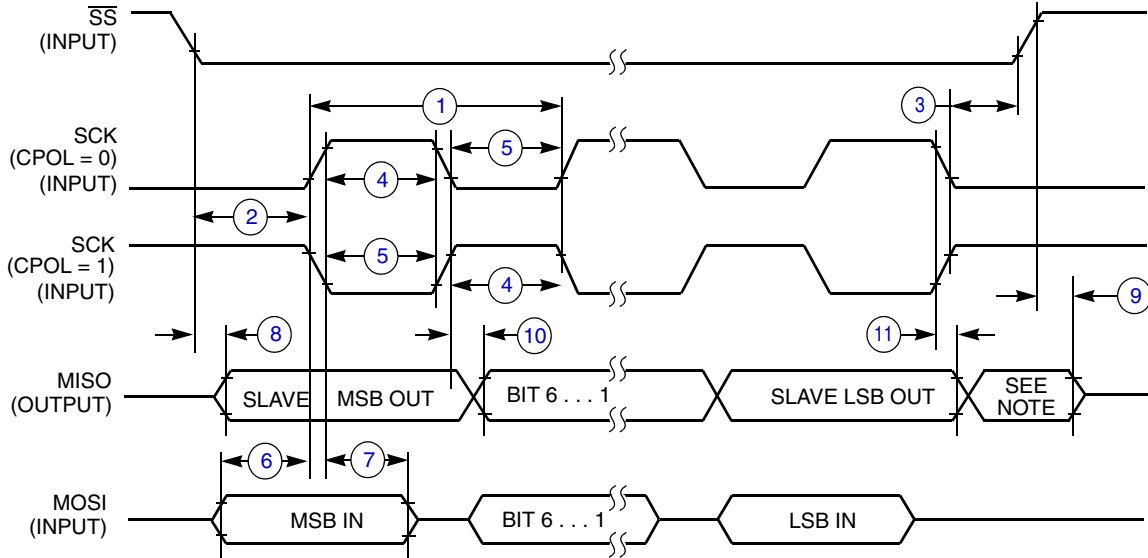 SS
(INPUT)
1
3
SCK
(CPOL = 0)
(INPUT)
5
4
2
SCK
(CPOL = 1)
(INPUT)
5
4
9
8
10
11
MISO
(OUTPUT)
SLAVE MSB OUT
BIT 6 . . . 1
SLAVE LSB OUT
SEE
NOTE
6
7
MOSI
(INPUT)
MSB IN
BIT 6 . . . 1
LSB IN